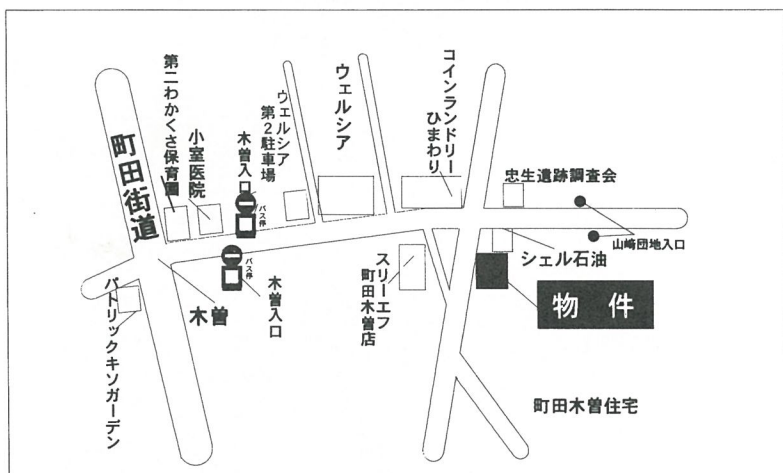 町田街道
第二わかくさ保育園
小室医院
木曽入口
バス停
ウェルシア
第2駐車場
ウェルシア
コインランドリー
ひまわり
忠生遺跡調査会
山崎団地入口
シェル石油
物件
スリーエフ
町田木曽店
バス停
木曽入口
木曽
パトリックキソガーデン
町田木曽住宅